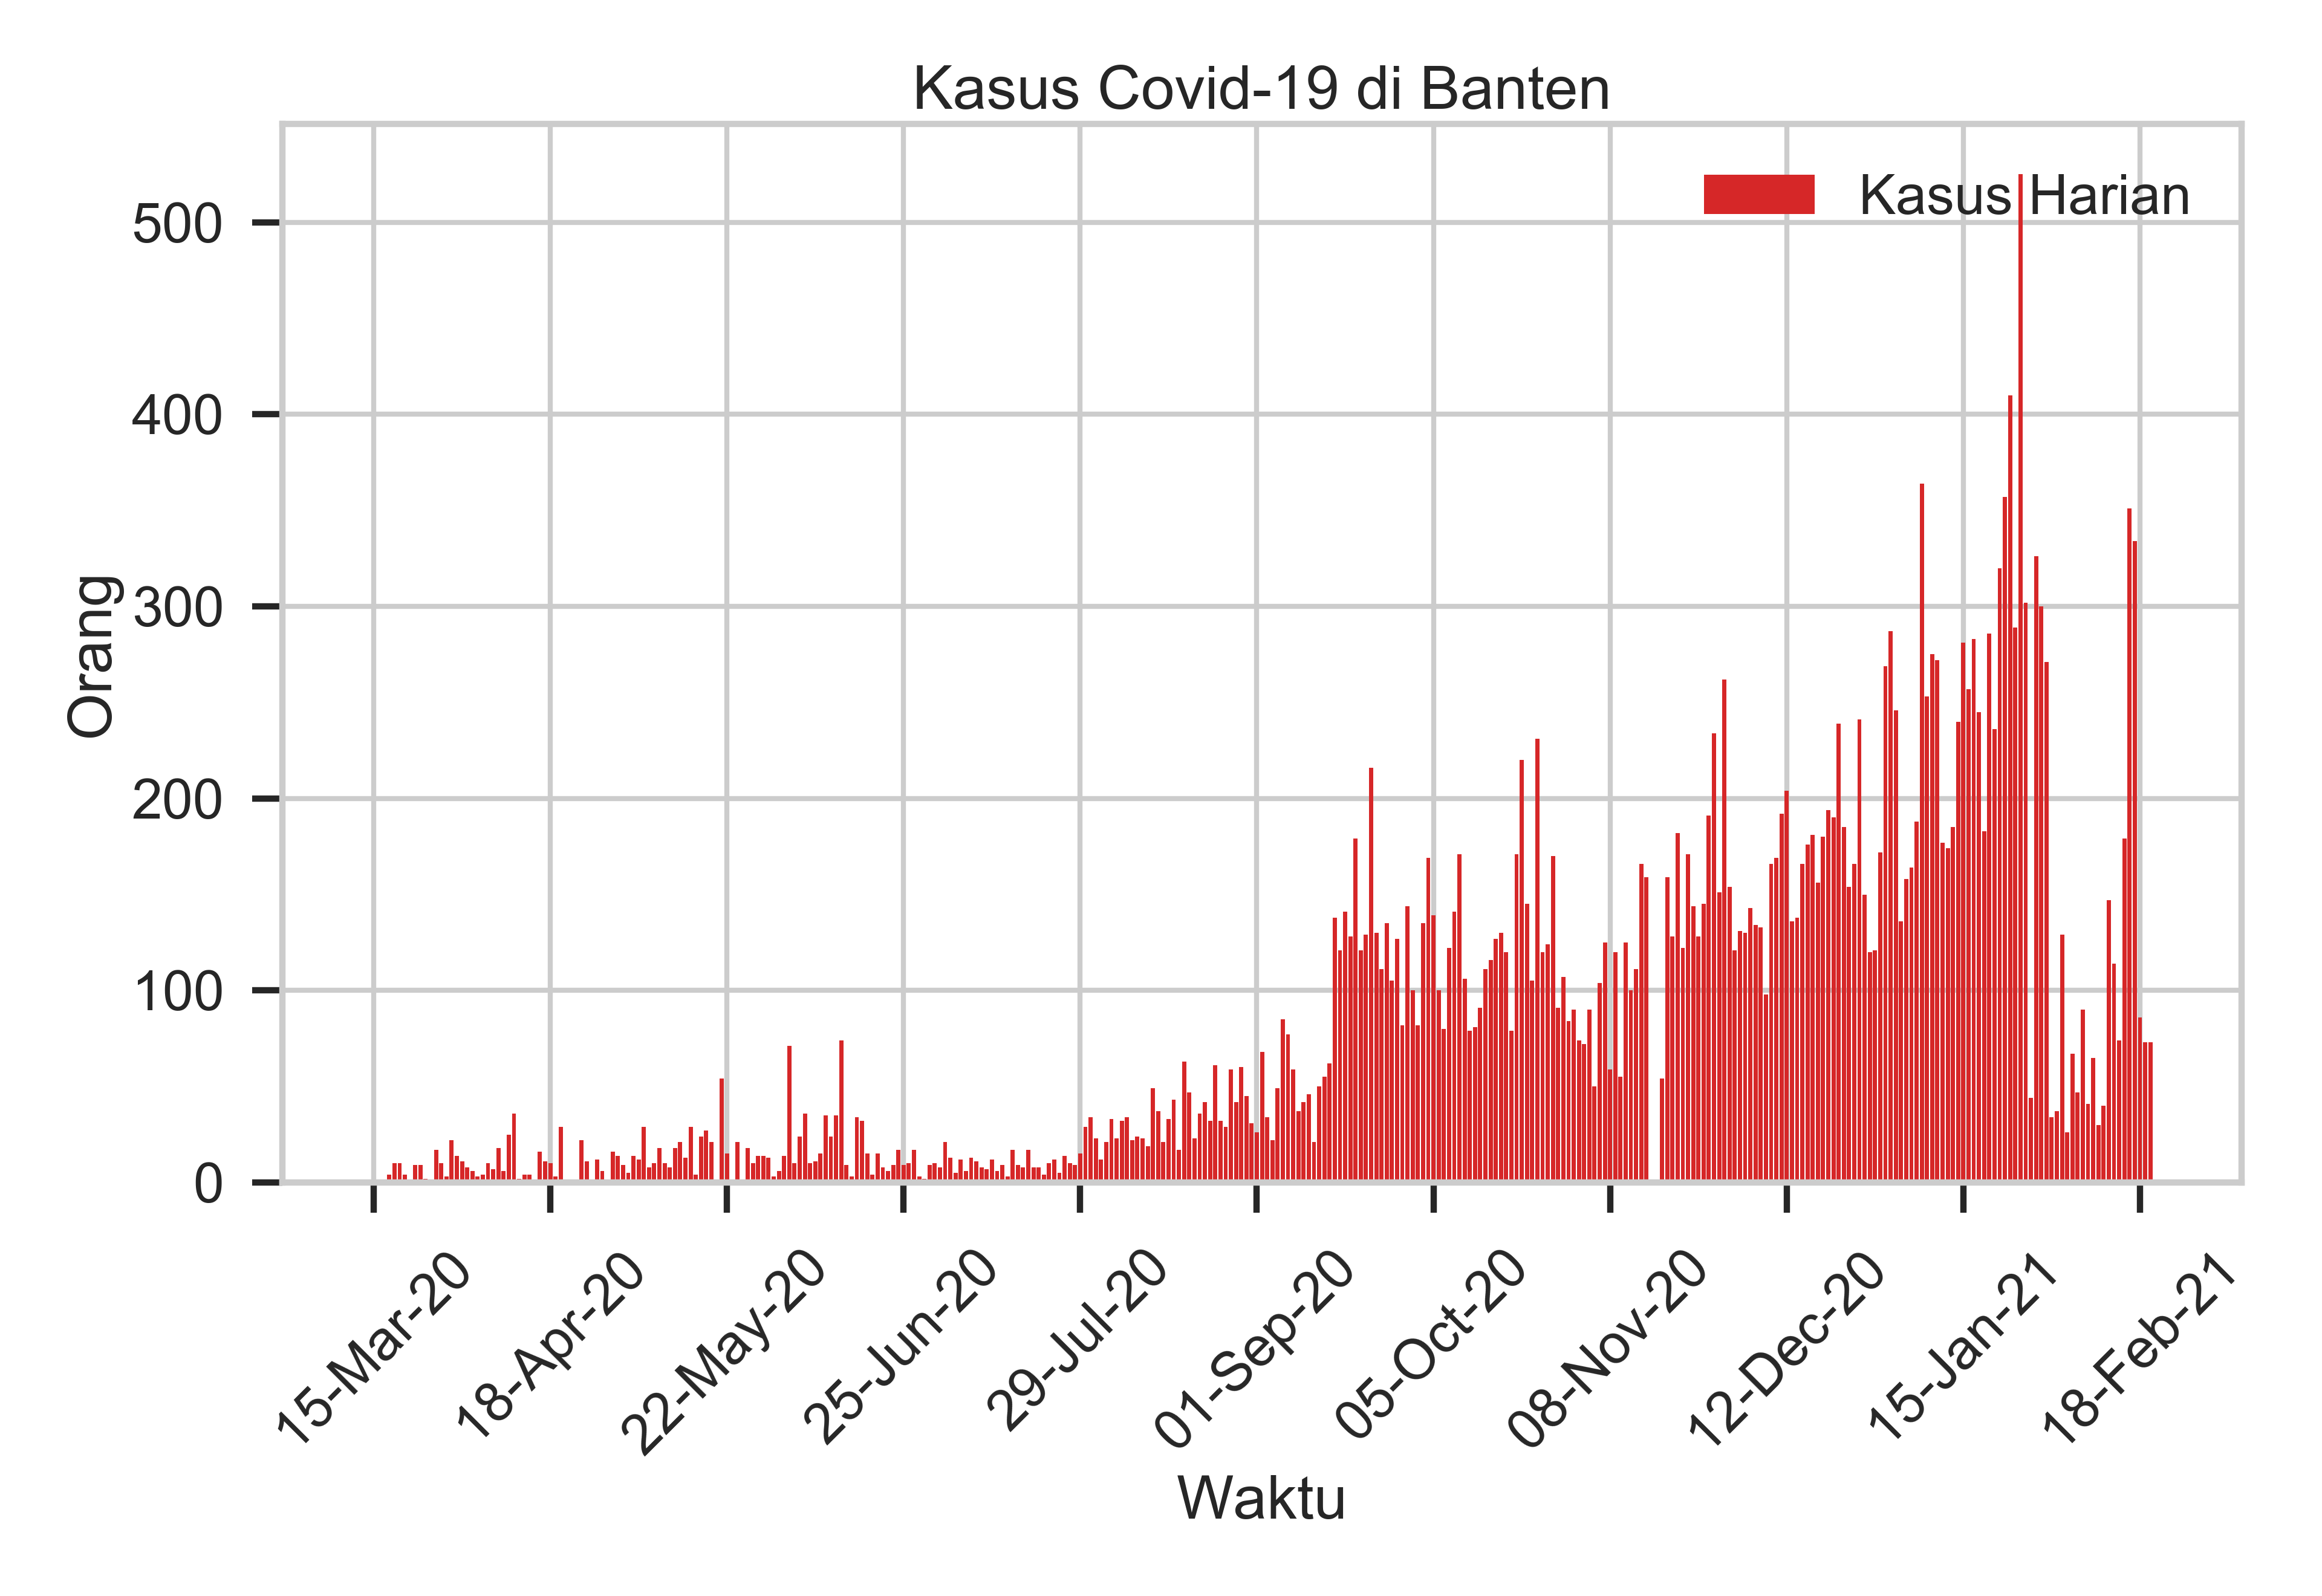 Kasus Covid-19 di Banten
Kasus Harian
Orang
500
400
300
200
100
0
15-Mar-20
18-Apr-20
22-May-20
25-Jun-20
29-Jul-20
01-Sep-20
05-Oct-20
08-Nov-20
12-Dec-20
15-Jan-21
18-Feb-21
Waktu